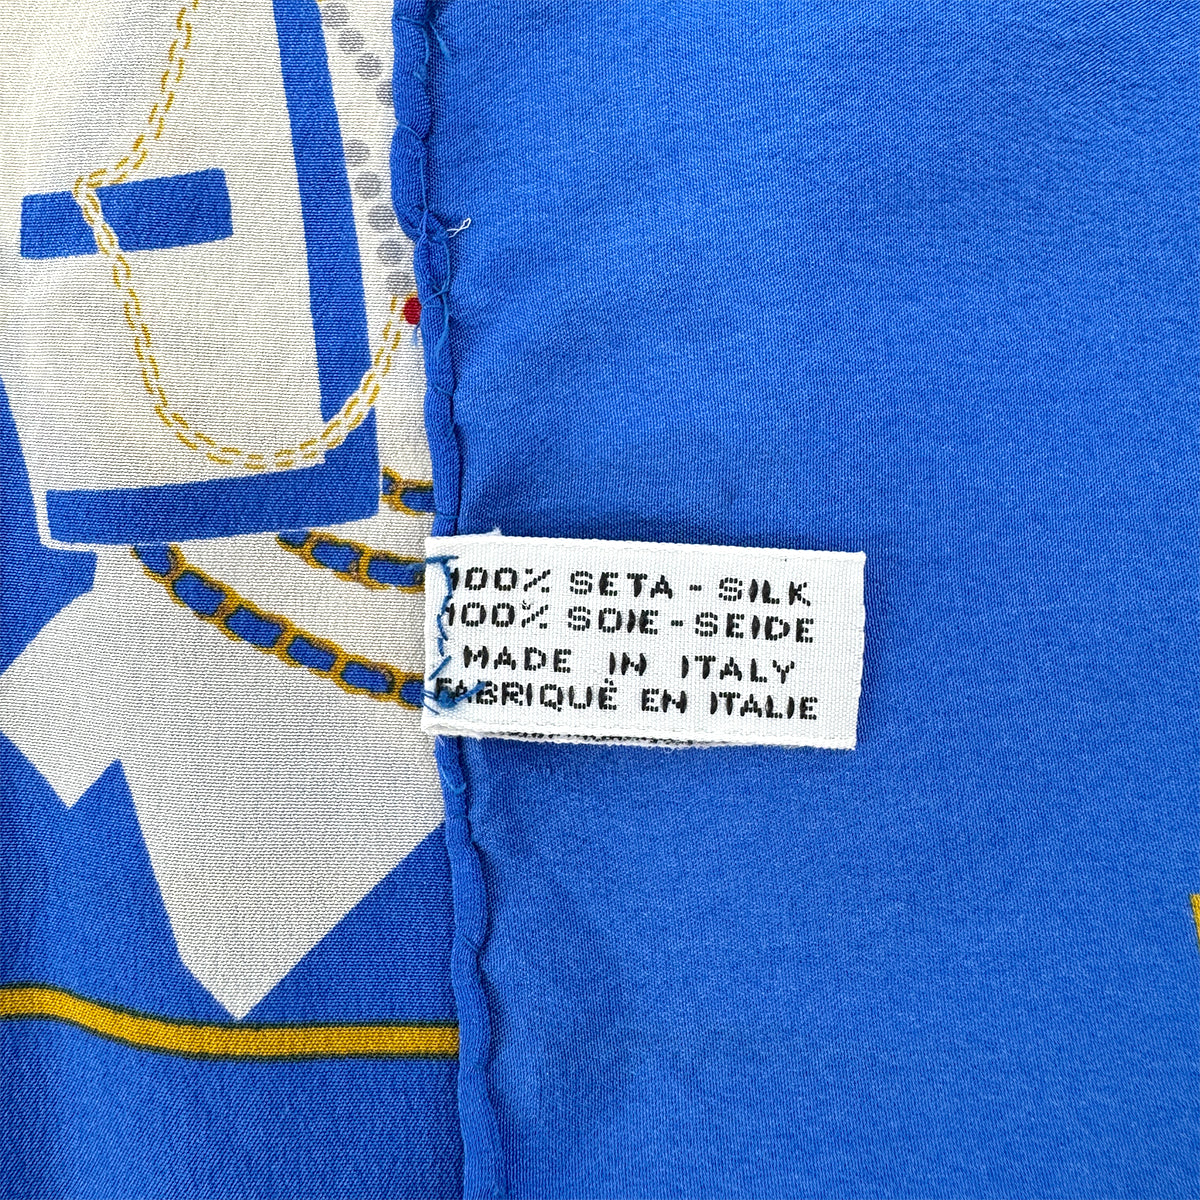 100% SETA - SILK
100% SOIE - SEIDE
MADE IN ITALY
FABRIQUÉ EN ITALIE